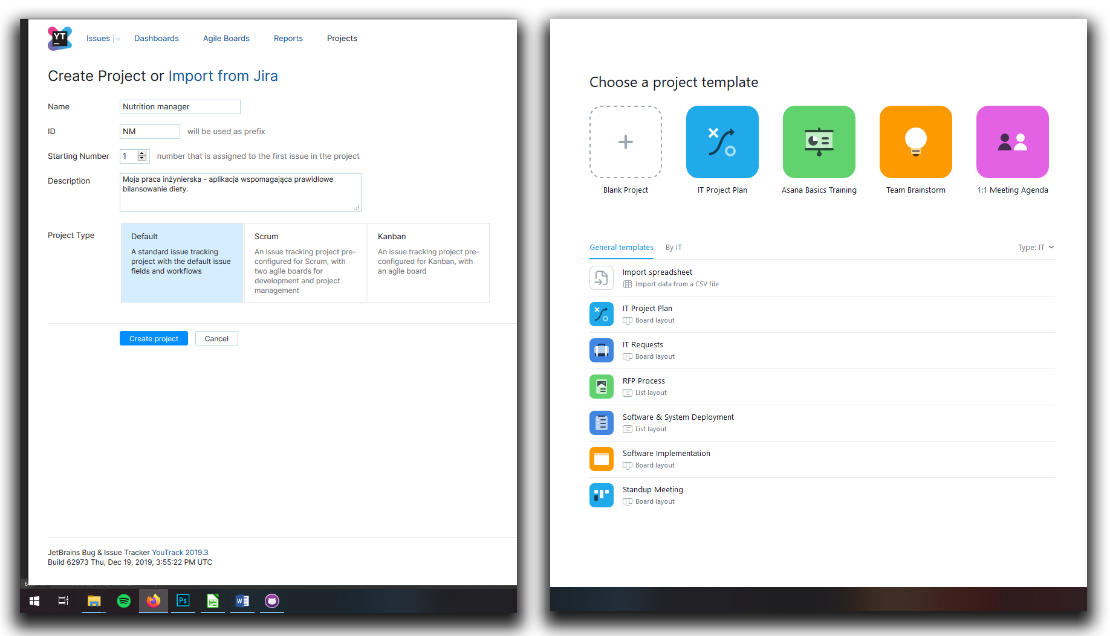 YT
Issues
Dashboards
Agile Boards
Reports
Projects
Create Project or Import from Jira
Name
Nutrition manager
ID
NM
will be used as prefix
Starting Number
1
number that is assigned to the first issue in the project
Description
Moja praca inżynierska - aplikacja wspomagająca prawidłowe
bilansowanie diety.
Project Type
Default
A standard issue tracking
project with the default issue
fields and workflows
Scrum
An issue tracking project pre-
configured for Scrum, with
two agile boards for
development and project
management
Kanban
An issue tracking project pre-
configured for Kanban, with
an agile board
Create project
Cancel
JetBrains Bug & Issue Tracker YouTrack 2019.3
Build 62973 Thu, Dec 19, 2019, 3:55:22 PM UTC
Ps
Choose a project template
Blank Project
IT Project Plan
Asana Basics Training
Team Brainstorm
1:1 Meeting Agenda
General templates
By IT
Type: IT
Import spreadsheet
Import data from a CSV file
IT Project Plan
Board layout
IT Requests
Board layout
RFP Process
List layout
Software & System Deployment
List layout
Software Implementation
Board layout
Standup Meeting
Board layout